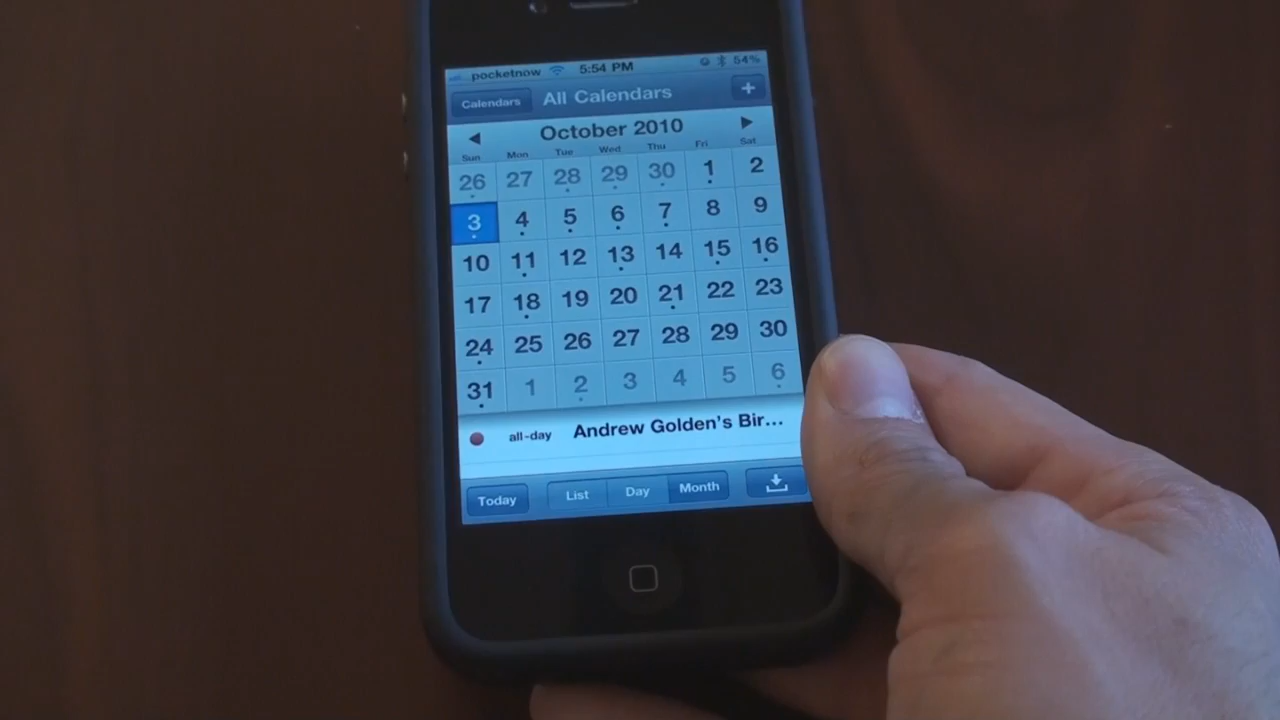 pocketnow 5:54 PM 54%
Calendars All Calendars +
October 2010
Sun Mon Tue Wed Thu Fri Sat
26 27 28 29 30 1 2
3 4 5 6 7 8 9
10 11 12 13 14 15 16
17 18 19 20 21 22 23
24 25 26 27 28 29 30
31 1 2 3 4 5 6
all-day Andrew Golden's Bir...
Today List Day Month